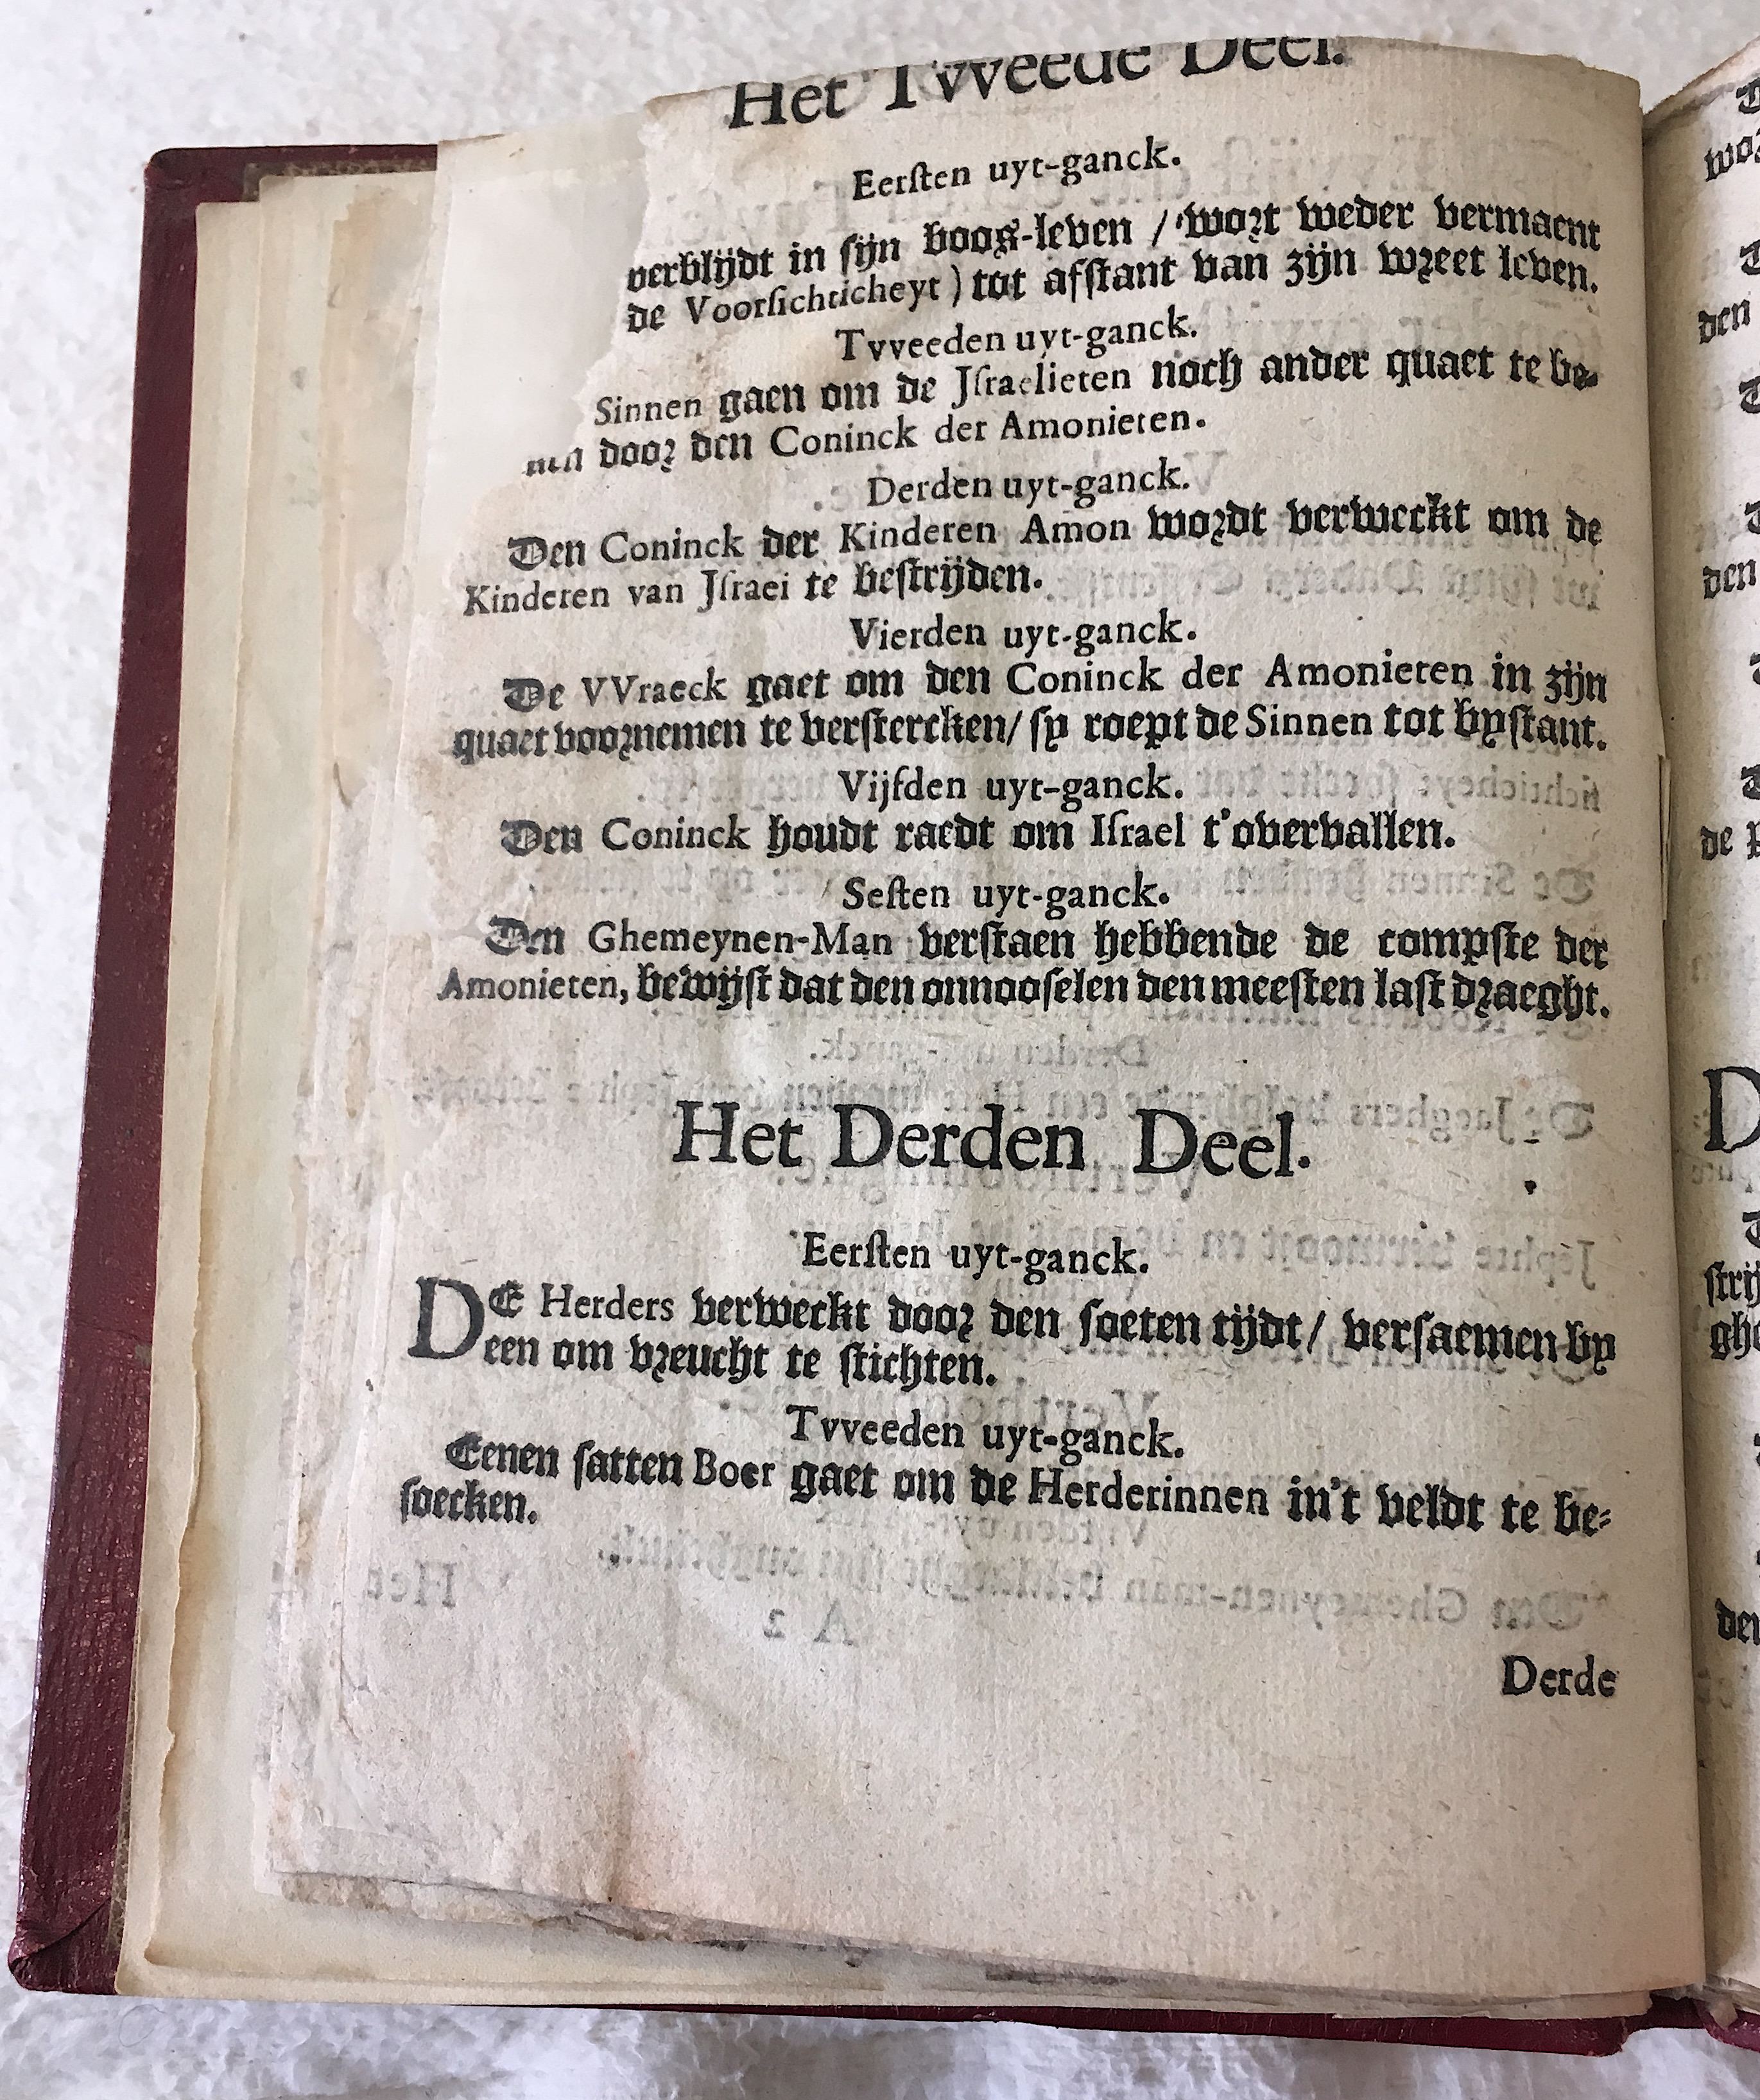 Het Tvveede Deel.
Eerſten uyt-ganck.
verblijdt in ſijn boos-leven / wort weder vermaent
de Voorſichticheyt) tot afſtant van zijn wreet leven.
Tvveeden uyt-ganck.
Sinnen gaen om de Jſraelieten noch ander quaet te be-
door den Coninck der Amonieten.
Derden uyt-ganck.
Den Coninck der Kinderen Amon wordt verweckt om de
Kinderen van Jſraei te beſtrijden.
Vierden uyt-ganck.
De VVraeck gaet om den Coninck der Amonieten in zijn
quaet voornemen te verſtercken/ ſy roept de Sinnen tot byſtant.
Vijfden uyt-ganck.
Den Coninck houdt raedt om Iſrael t'overvallen.
Seſten uyt-ganck.
Den Ghemeynen-Man verſtaen hebbende de compſte der
Amonieten, bewijſt dat den onnooſelen den meeſten laſt draeght.
Het Derden Deel.
Eerſten uyt-ganck.
DE Herders verweckt door den ſoeten tijdt/ verſaemen by
een om vreucht te ſtichten.
Tvveeden uyt-ganck.
Eenen ſatten Boer gaet om de Herderinnen in't veldt te be-
ſoecken.
Derde